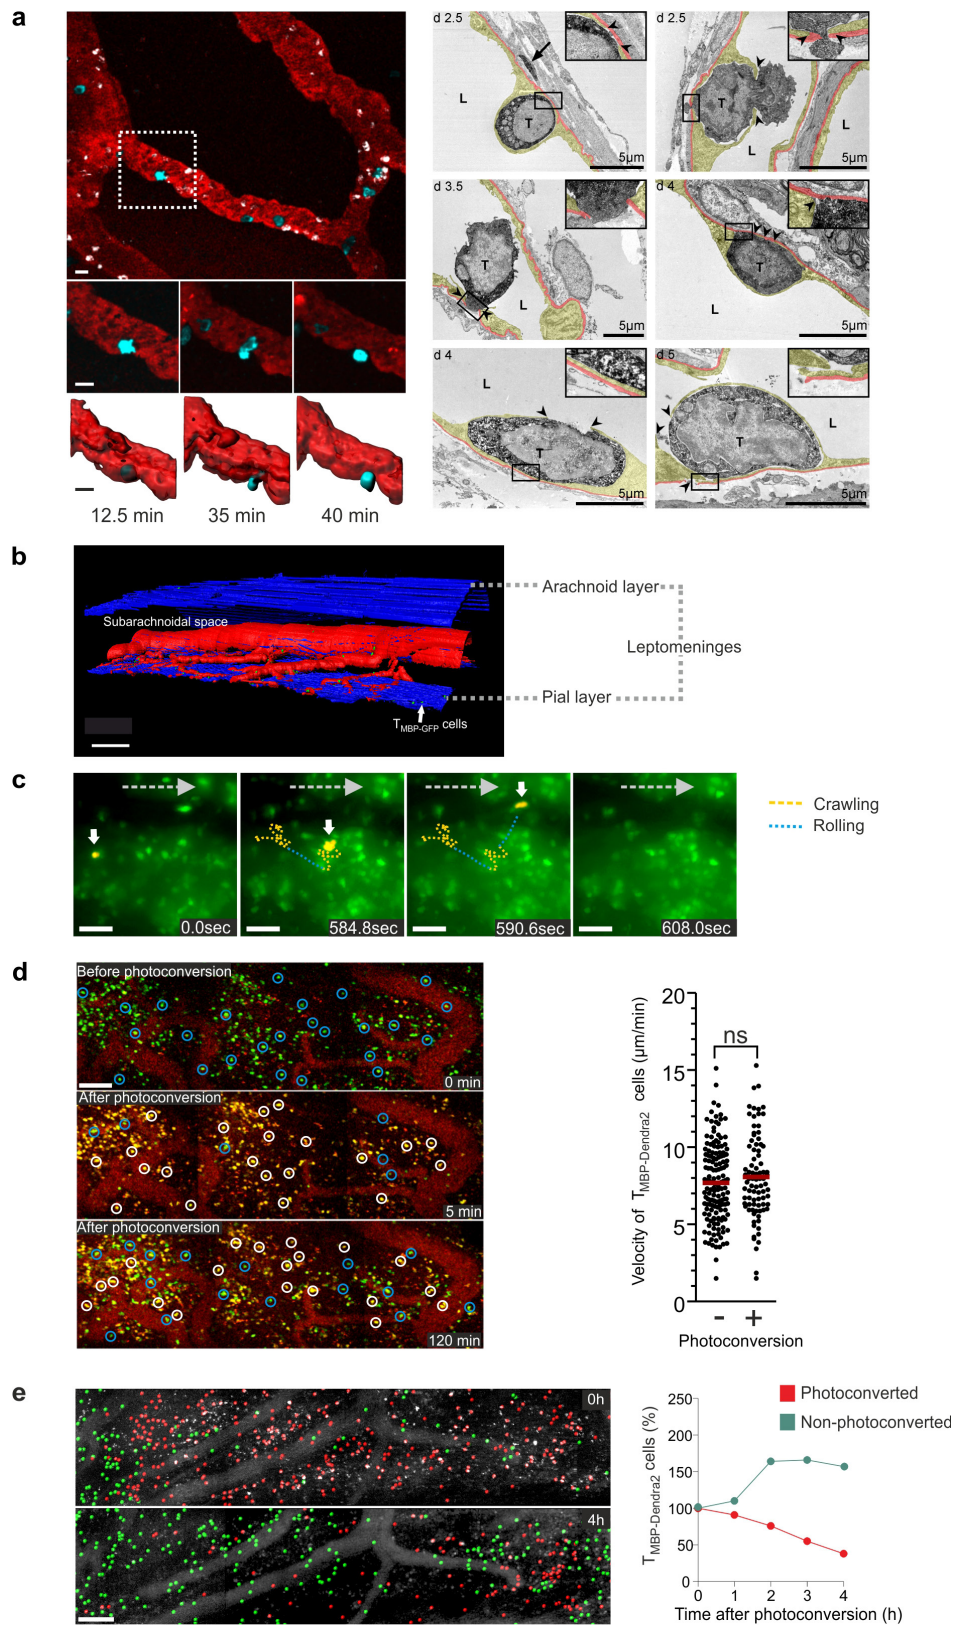 a
12.5 min
35 min
40 min
d 2.5
L
T
5µm
d 2.5
T
L
L
5µm
d 3.5
T
L
5µm
d 4
T
L
5µm
d 4
L
T
5µm
d 5
L
T
5µm
b
Subarachnoidal space
Arachnoid layer
Leptomeninges
Pial layer
TMBP-GFP cells
c
0.0sec
584.8sec
590.6sec
608.0sec
Crawling
Rolling
d
Before photoconversion
0 min
After photoconversion
5 min
After photoconversion
120 min
Velocity of TMBP-Dendra2 cells (µm/min)
20
15
10
5
0
ns
- +
Photoconversion
e
0h
4h
TMBP-Dendra2 cells (%)
250
200
150
100
50
0
0 1 2 3 4
Time after photoconversion (h)
Photoconverted
Non-photoconverted